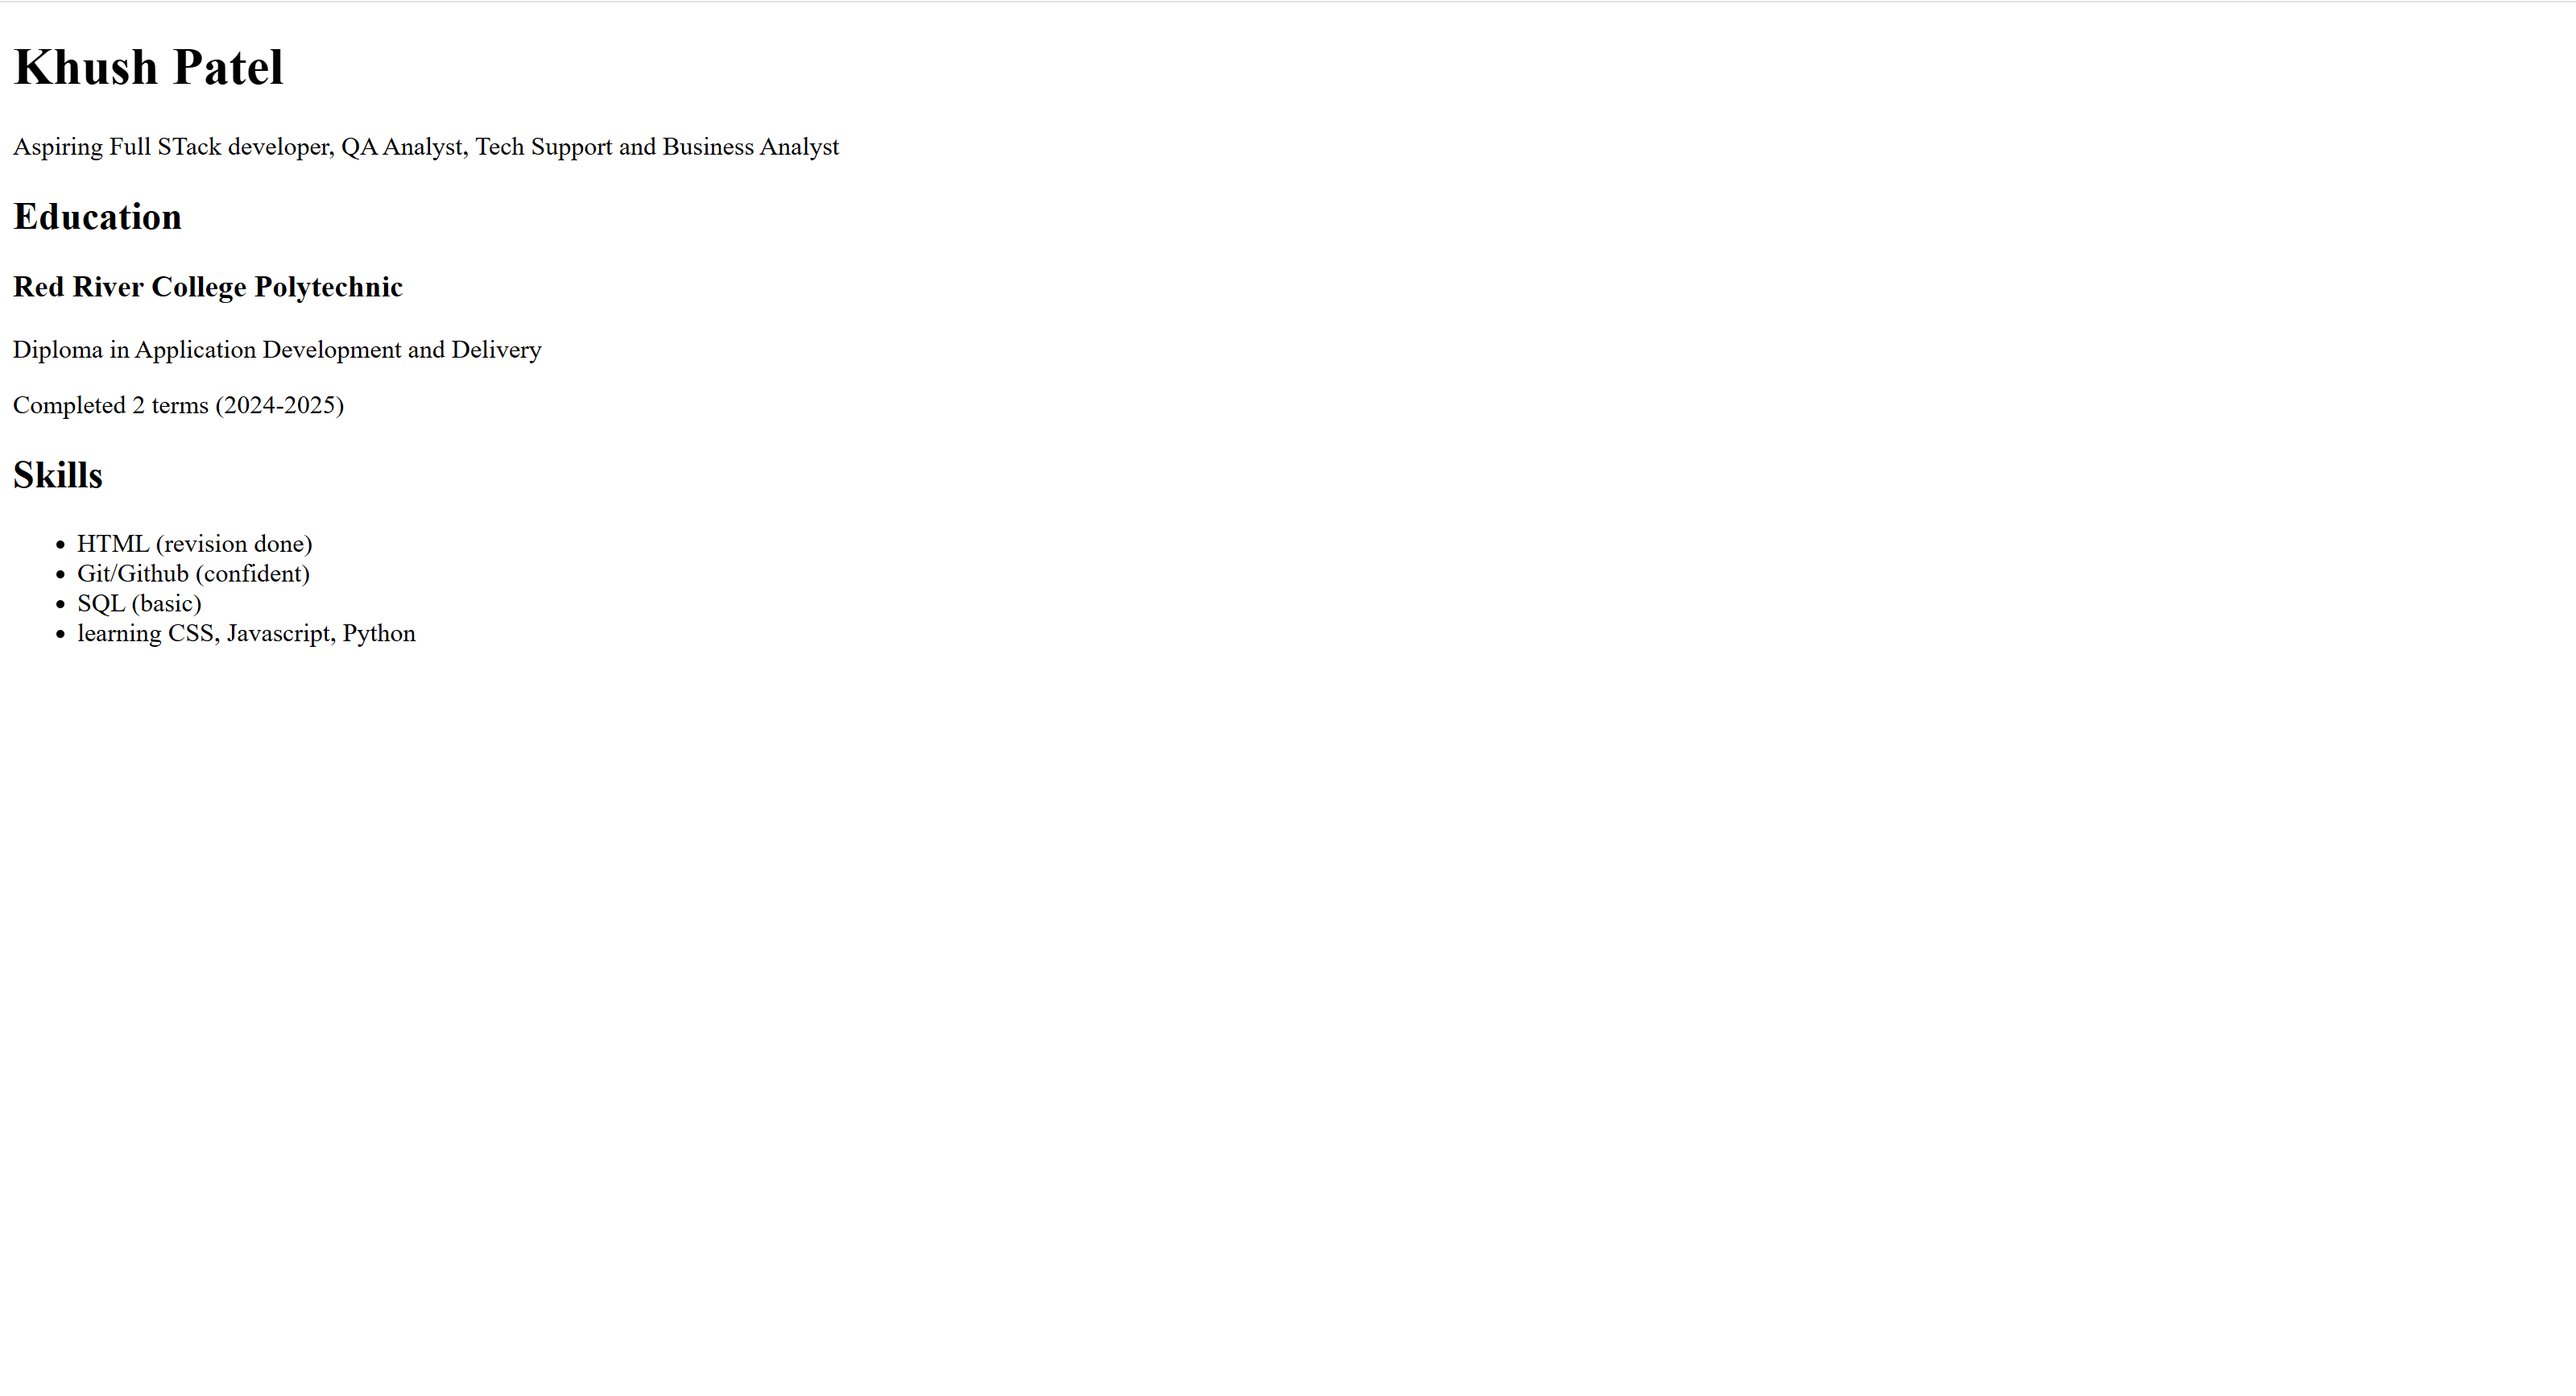 Khush Patel
Aspiring Full STack developer, QA Analyst, Tech Support and Business Analyst
Education
Red River College Polytechnic
Diploma in Application Development and Delivery
Completed 2 terms (2024-2025)
Skills
• HTML (revision done)
• Git/Github (confident)
• SQL (basic)
• learning CSS, Javascript, Python